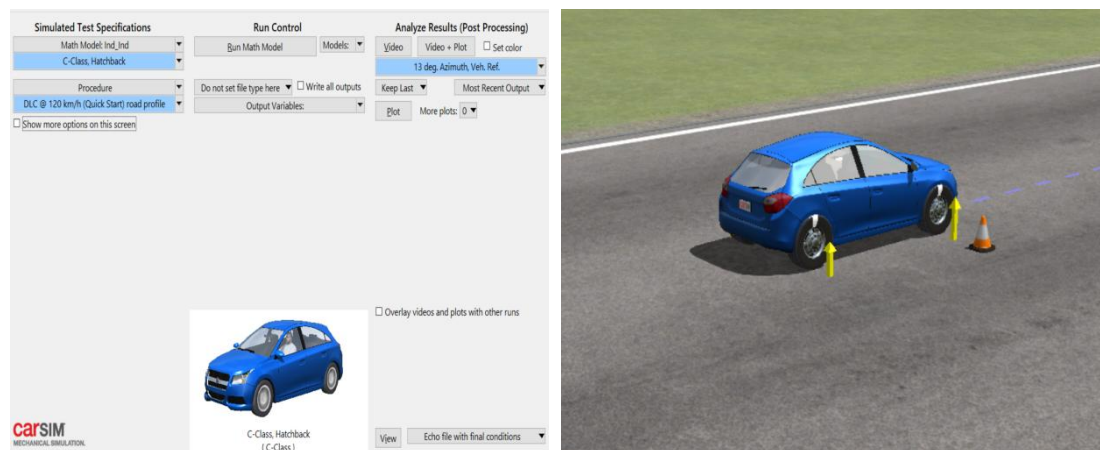 Simulated Test Specifications
Math Model: Ind_Ind
C-Class, Hatchback
Procedure
DLC @ 120 km/h (Quick Start) road profile
Show more options on this screen
Run Control
Run Math Model
Models:
Do not set file type here
Write all outputs
Output Variables:
Analyze Results (Post Processing)
Video
Video + Plot
Set color
13 deg. Azimuth, Veh. Ref.
Keep Last
Most Recent Output
Plot
More plots: 0
Overlay videos and plots with other runs
carSIM
MECHANICAL SIMULATION.
C-Class, Hatchback
( C-Class )
View
Echo file with final conditions